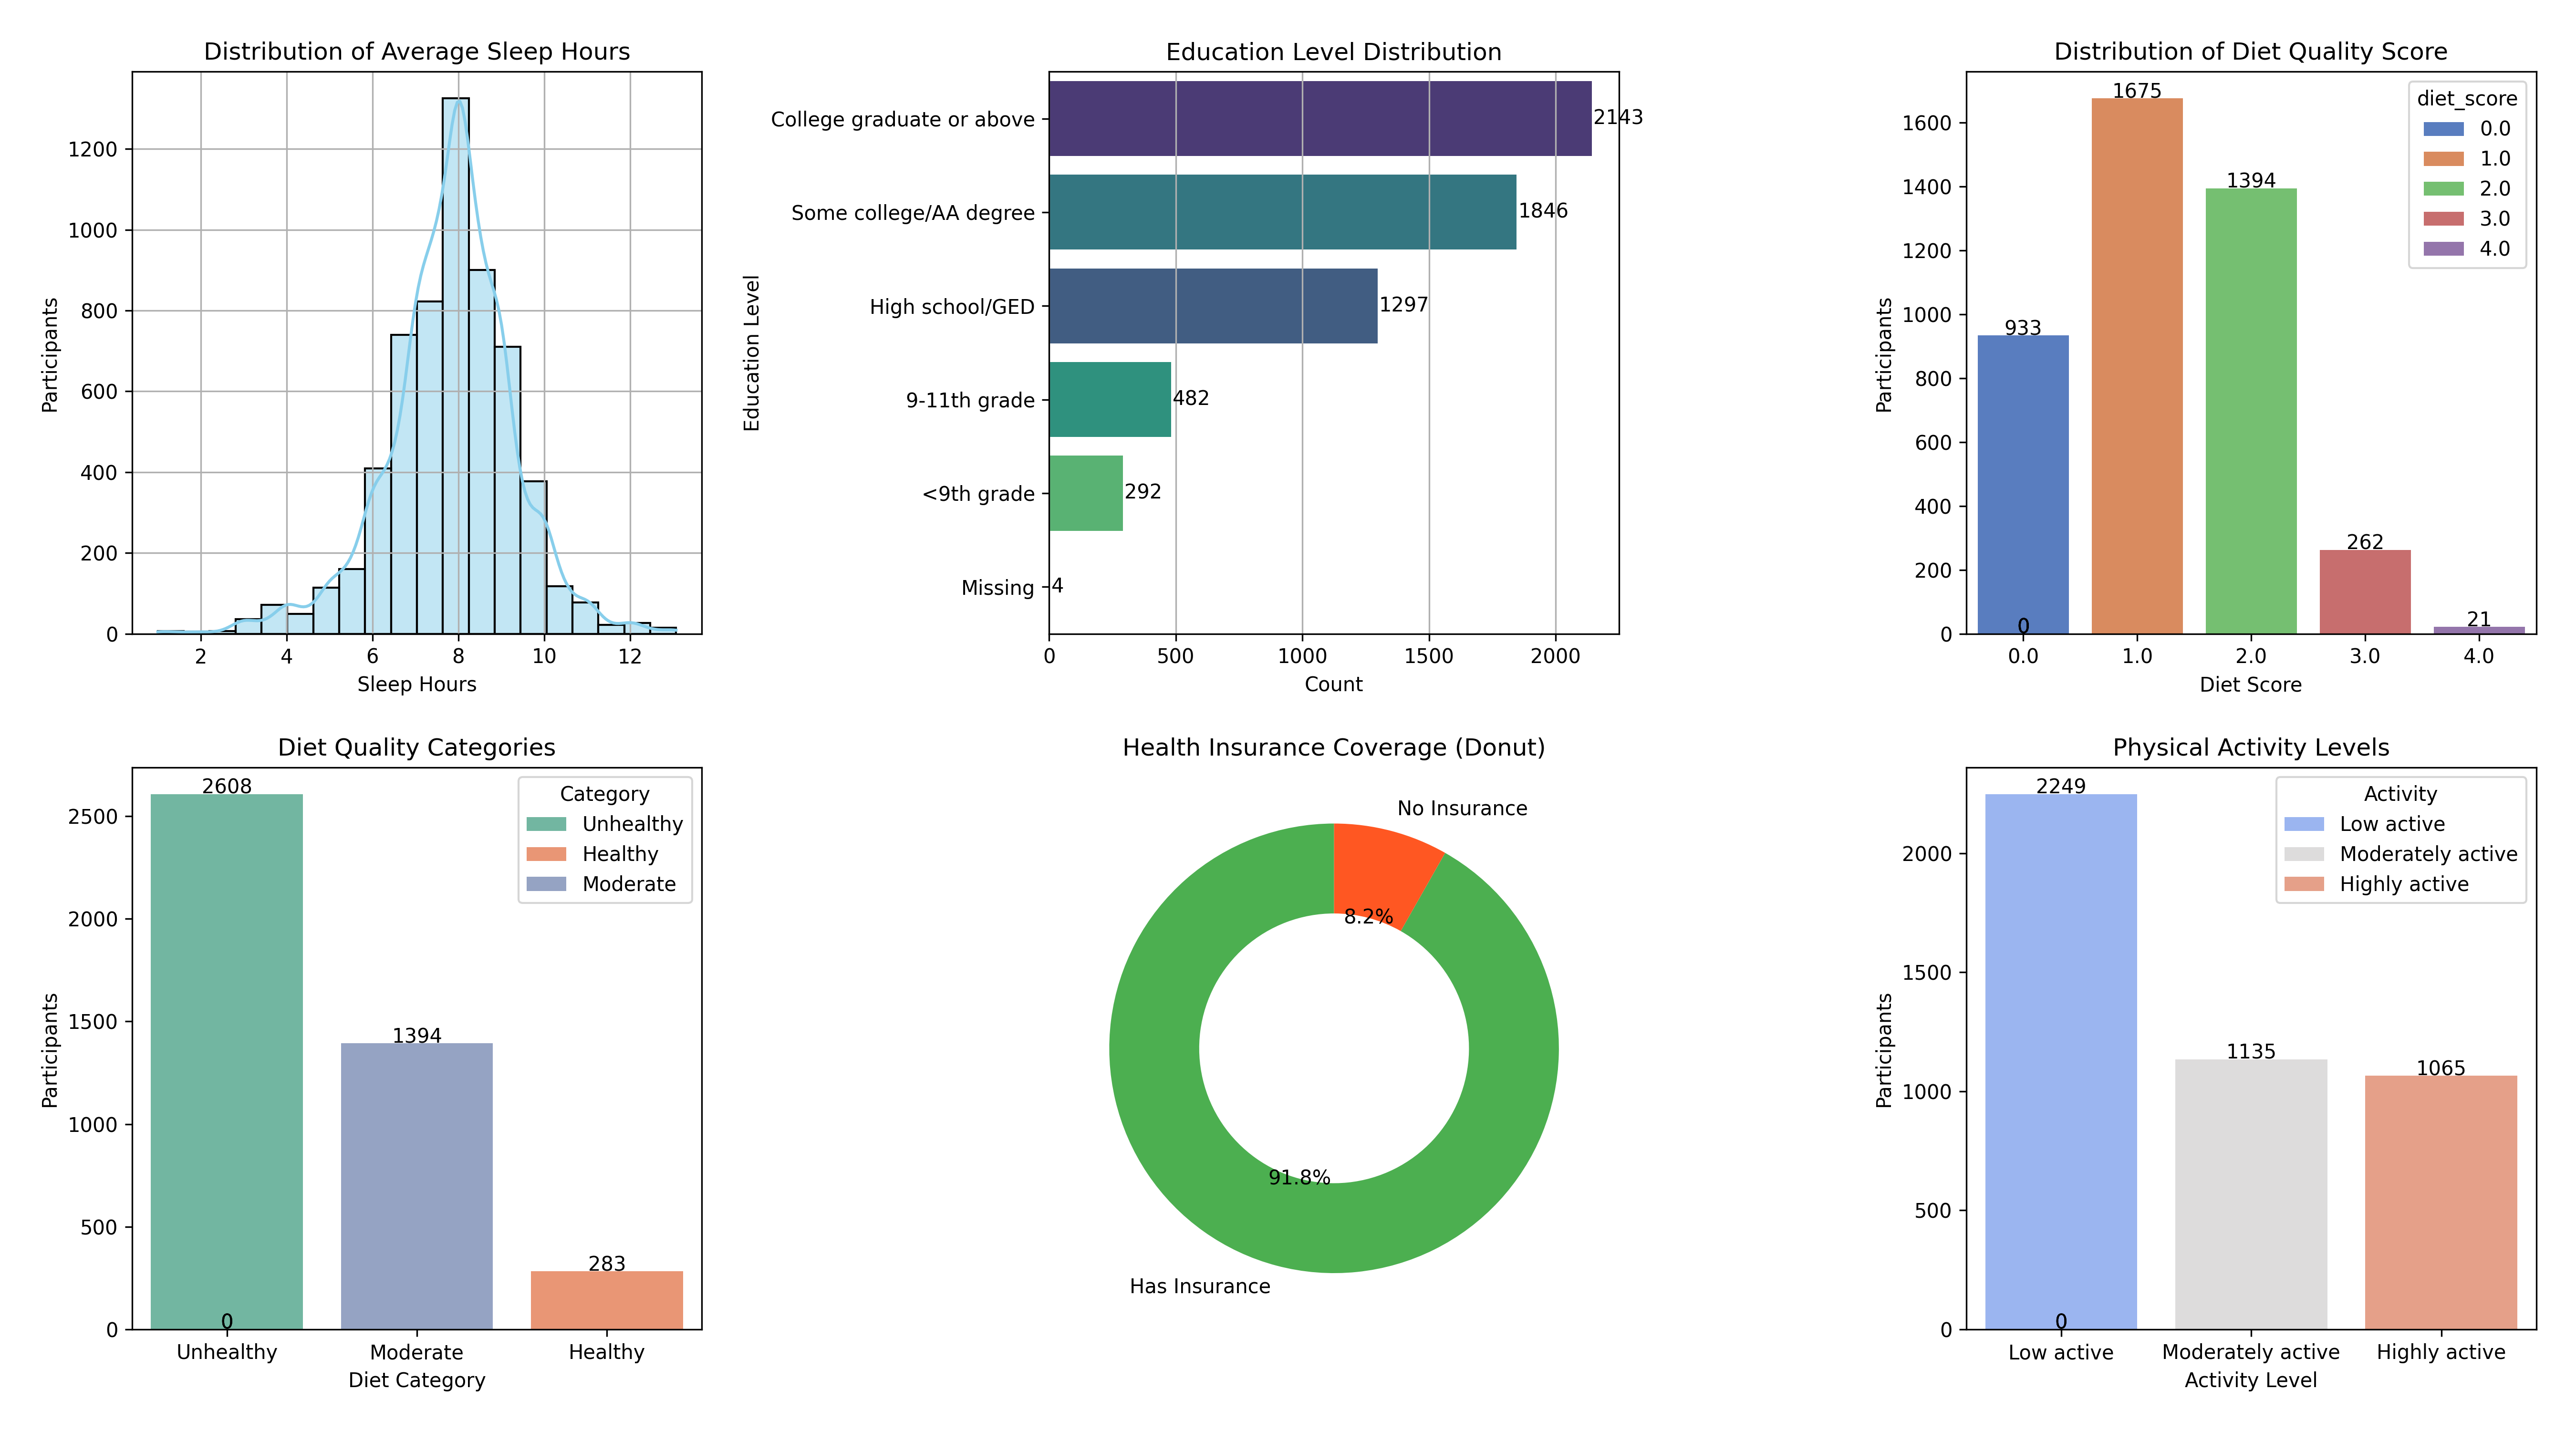 Distribution of Average Sleep Hours
Participants
1200
1000
800
600
400
200
0
2 4 6 8 10 12
Sleep Hours
Education Level Distribution
Education Level
College graduate or above 2143
Some college/AA degree 1846
High school/GED 1297
9-11th grade 482
<9th grade 292
Missing 4
0 500 1000 1500 2000
Count
Distribution of Diet Quality Score
Participants
1600
1400
1200
1000
800
600
400
200
0
933
1675
1394
262
21
0
diet_score
0.0
1.0
2.0
3.0
4.0
0.0 1.0 2.0 3.0 4.0
Diet Score
Diet Quality Categories
Participants
2500
2000
1500
1000
500
0
2608
1394
283
0
Category
Unhealthy
Healthy
Moderate
Unhealthy Moderate Healthy
Diet Category
Health Insurance Coverage (Donut)
No Insurance
8.2%
91.8%
Has Insurance
Physical Activity Levels
Participants
2000
1500
1000
500
0
2249
1135
1065
0
Activity
Low active
Moderately active
Highly active
Low active Moderately active Highly active
Activity Level